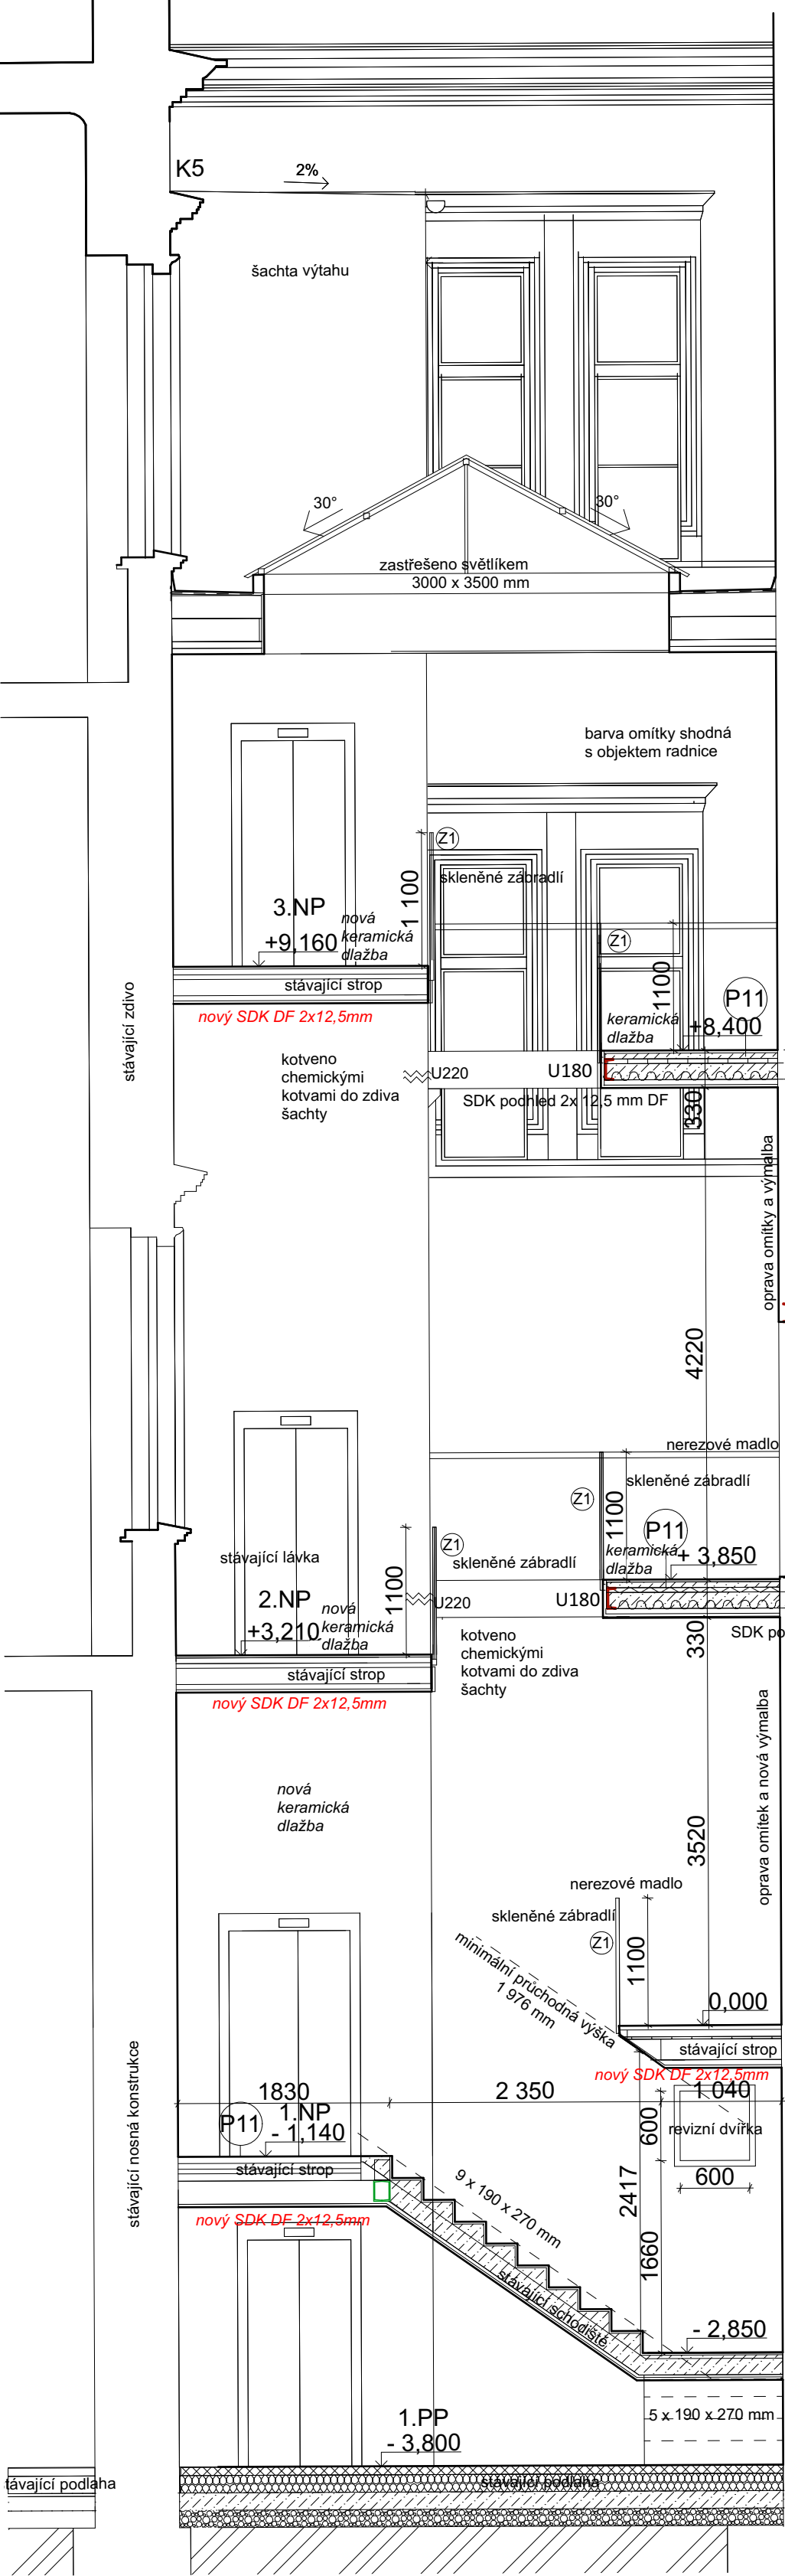 K5
2%
šachta výtahu
30°
30°
zastřešeno světlíkem
3000 x 3500 mm
barva omítky shodná
s objektem radnice
Z1
skleněné zábradlí
1 100
3.NP
+9,160
nová
keramická
dlažba
stávající strop
nový SDK DF 2x12,5mm
Z1
1100
P11
keramická
dlažba
+8,400
stávající zdivo
kotveno
chemickými
kotvami do zdiva
šachty
U220
U180
SDK podhled 2x 12,5 mm DF
330
oprava omítky a výmalba
4220
nerezové madlo
skleněné zábradlí
Z1
1100
P11
keramická
dlažba
+ 3,850
Z1
skleněné zábradlí
1100
stávající lávka
2.NP
+3,210
nová
keramická
dlažba
U220
U180
stávající strop
nový SDK DF 2x12,5mm
kotveno
chemickými
kotvami do zdiva
šachty
330
SDK po
nová
keramická
dlažba
oprava omítek a nová výmalba
3520
nerezové madlo
skleněné zábradlí
Z1
1100
minimální průchodná výška
1 976 mm
0,000
stávající strop
nový SDK DF 2x12,5mm
stávající nosná konstrukce
1830
2 350
1 040
P11
1.NP
- 1,140
stávající strop
nový SDK DF 2x12,5mm
600
revizní dvířka
600
2417
1660
9 x 190 x 270 mm
stávající schodiště
- 2,850
5 x 190 x 270 mm
1.PP
- 3,800
távající podlaha
stávající podlaha